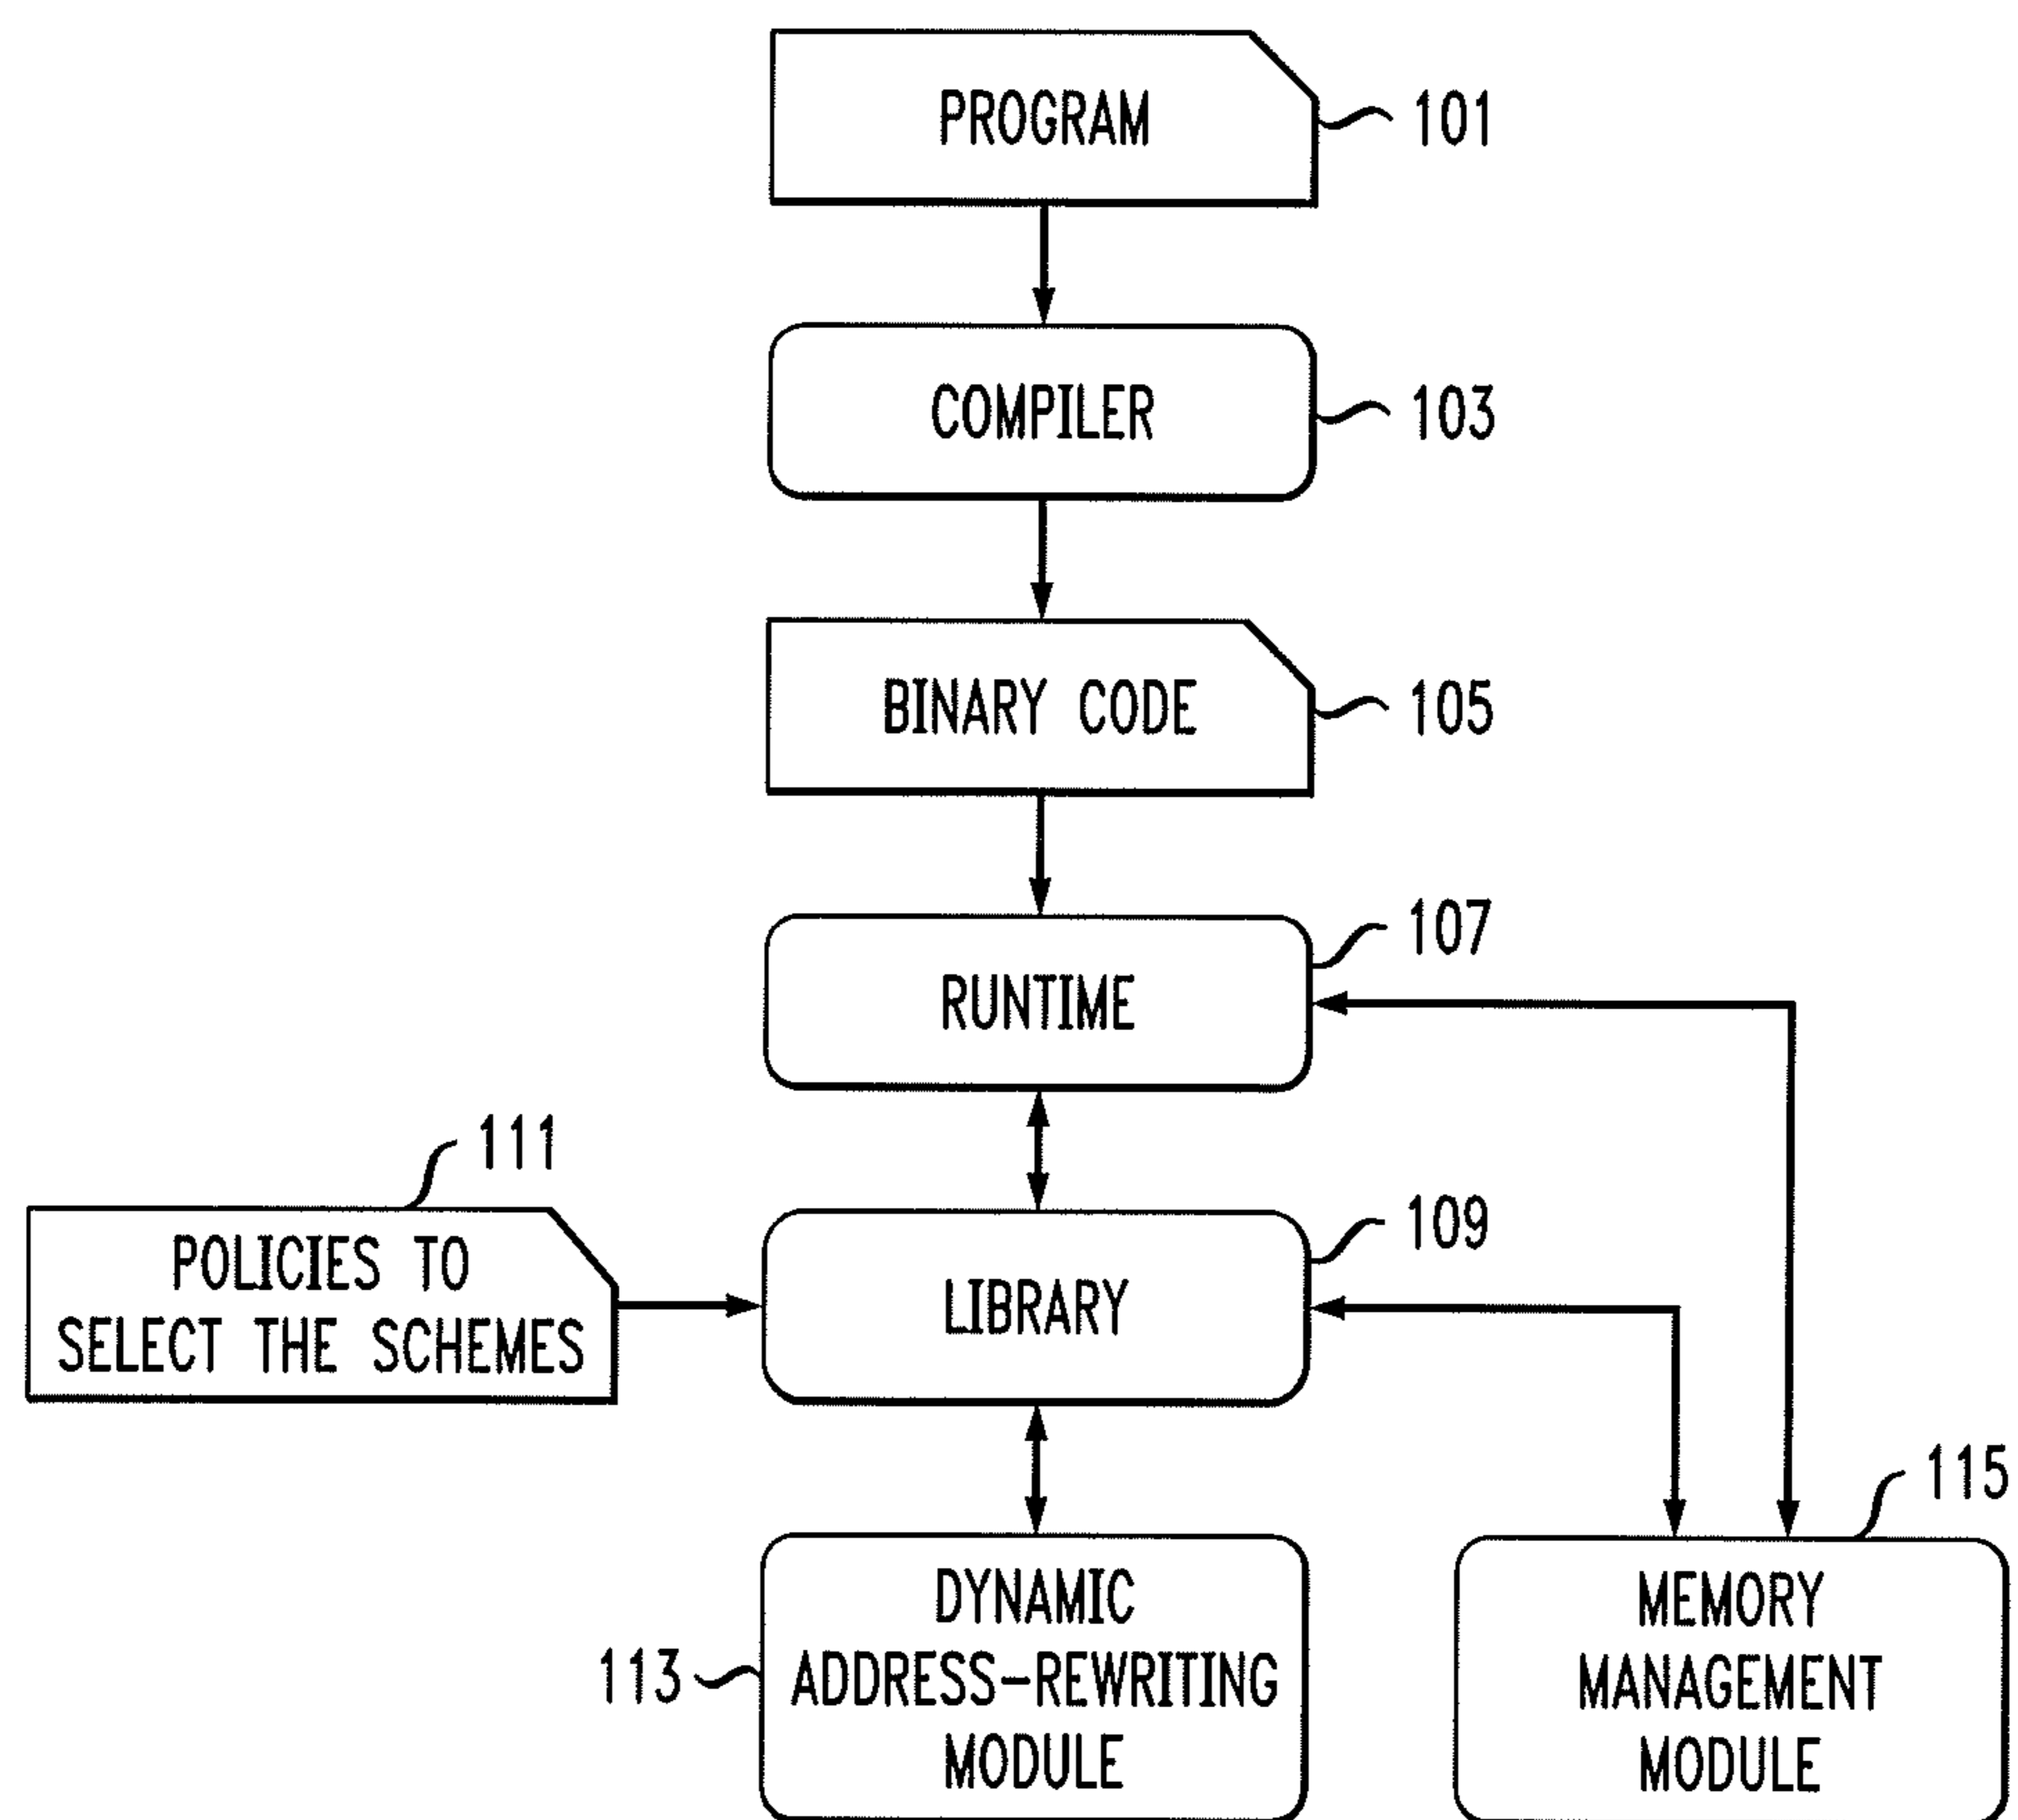 PROGRAM
101
COMPILER
103
BINARY CODE
105
107
RUNTIME
111
POLICIES TO
SELECT THE SCHEMES
109
LIBRARY
115
DYNAMIC
ADDRESS-REWRITING
MODULE
113
MEMORY
MANAGEMENT
MODULE